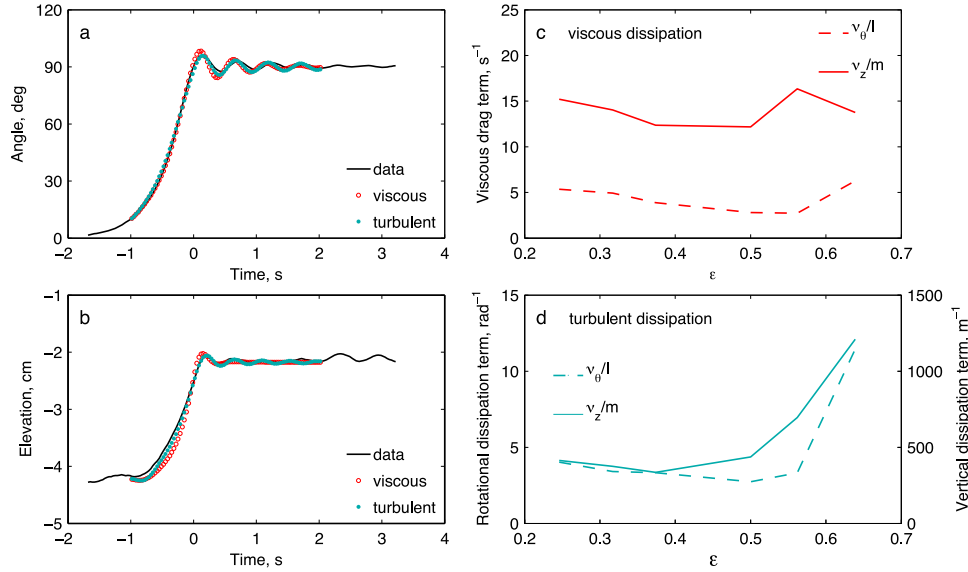 a
120
90
60
30
0
Angle, deg
data
viscous
turbulent
−2
−1
0
1
2
3
4
Time, s
b
−1
−2
−3
−4
−5
Elevation, cm
data
viscous
turbulent
−2
−1
0
1
2
3
4
Time, s
c viscous dissipation
25
20
15
10
5
0
Viscous drag term, s⁻¹
ν_θ/I
ν_z/m
0.2
0.3
0.4
0.5
0.6
0.7
ε
d turbulent dissipation
15
10
5
0
Rotational dissipation term, rad⁻¹
ν_θ/I
ν_z/m
1500
1000
500
0
Vertical dissipation term, m⁻¹
0.2
0.3
0.4
0.5
0.6
0.7
ε